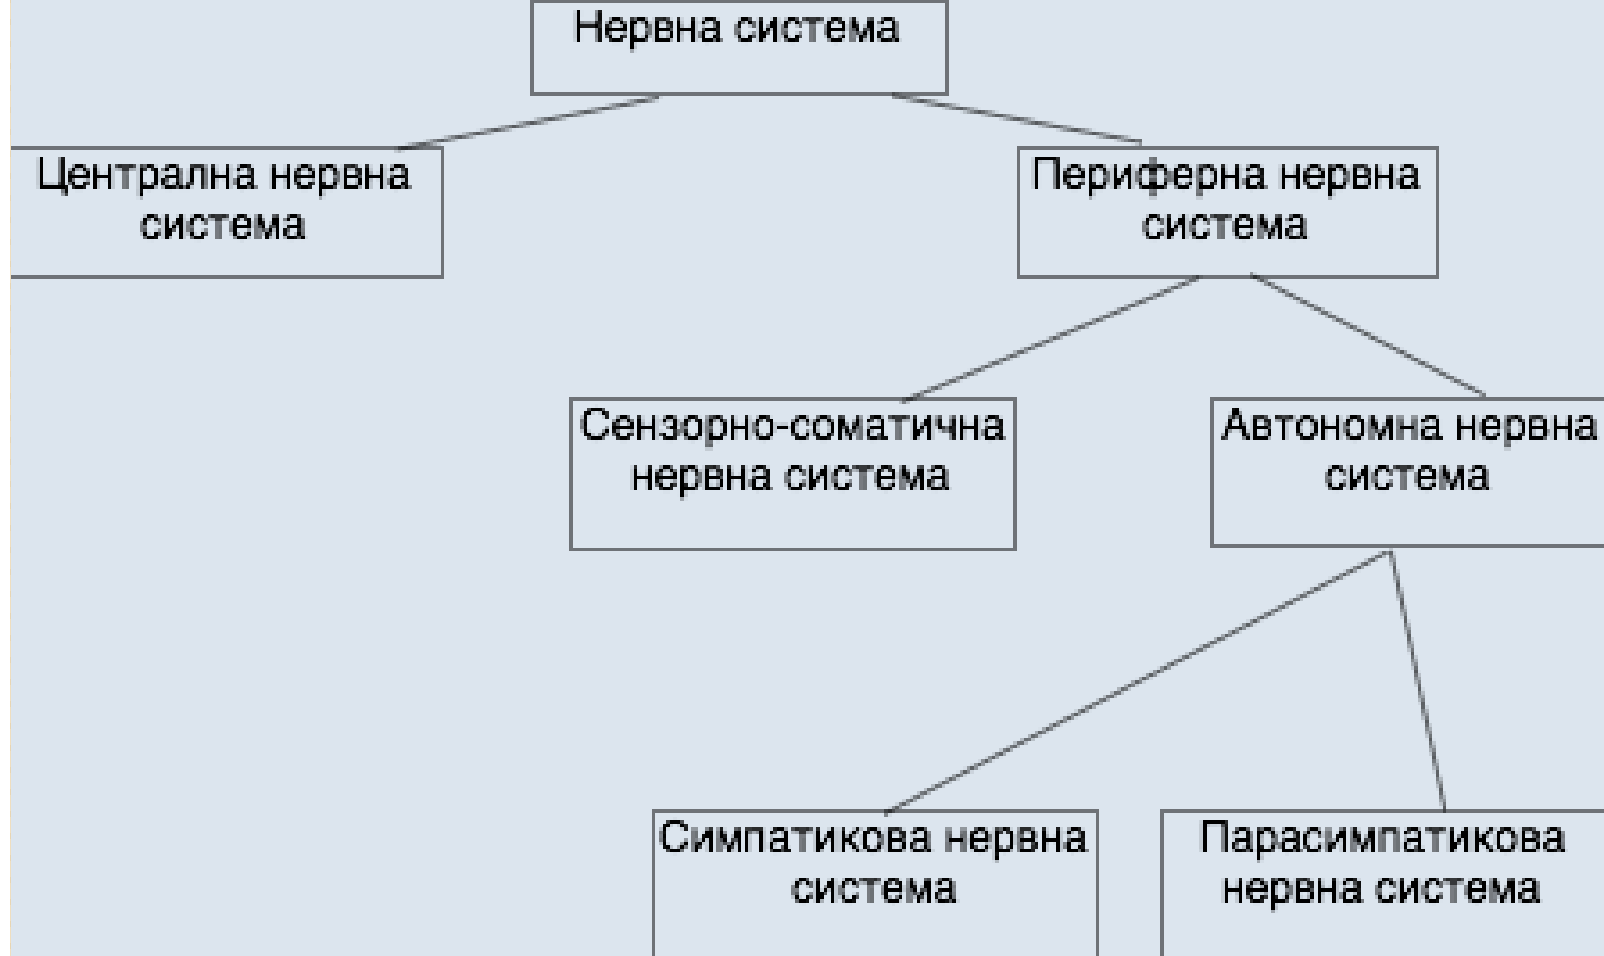 Нервна система
Централна нервна
система
Периферна нервна
система
Сензорно-соматична
нервна система
Автономна нервна
система
Симпатикова нервна
система
Парасимпатикова
нервна система